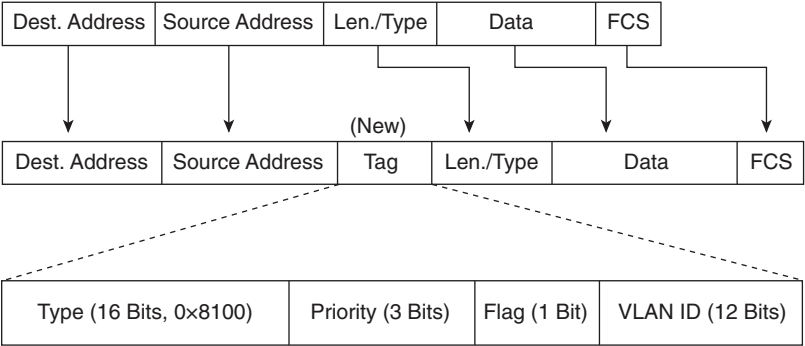 Dest. Address Source Address Len./Type Data FCS
(New)
Dest. Address Source Address Tag Len./Type Data FCS
Type (16 Bits, 0×8100) Priority (3 Bits) Flag (1 Bit) VLAN ID (12 Bits)